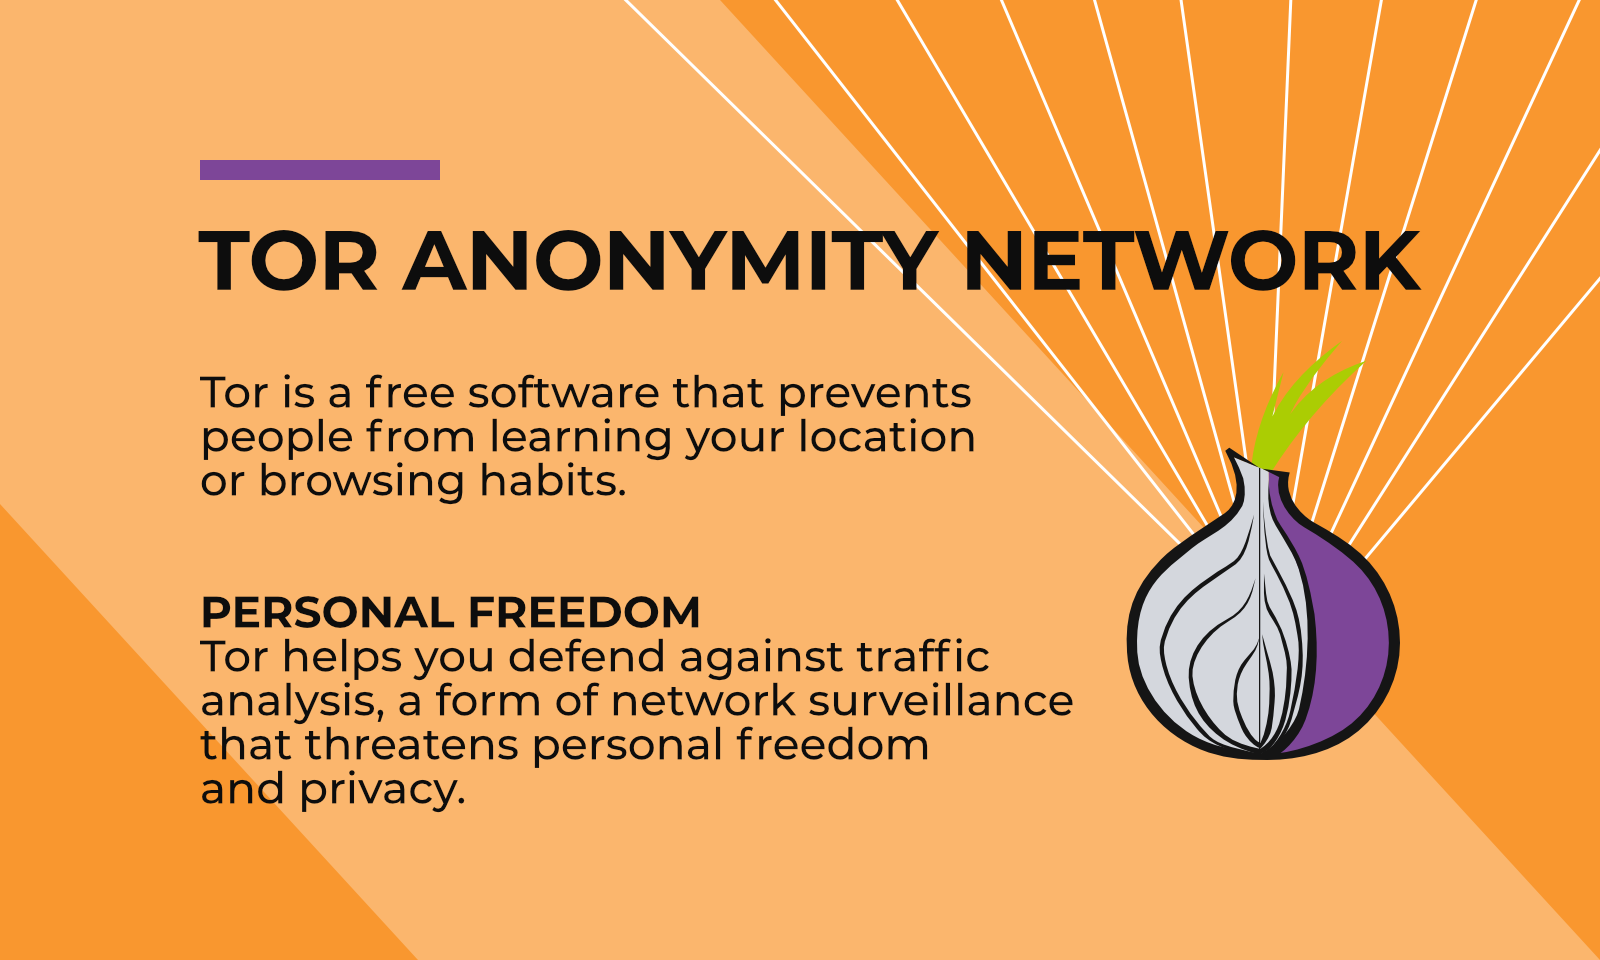 TOR ANONYMITY NETWORK
Tor is a free software that prevents
people from learning your location
or browsing habits.
PERSONAL FREEDOM
Tor helps you defend against traffic
analysis, a form of network surveillance
that threatens personal freedom
and privacy.